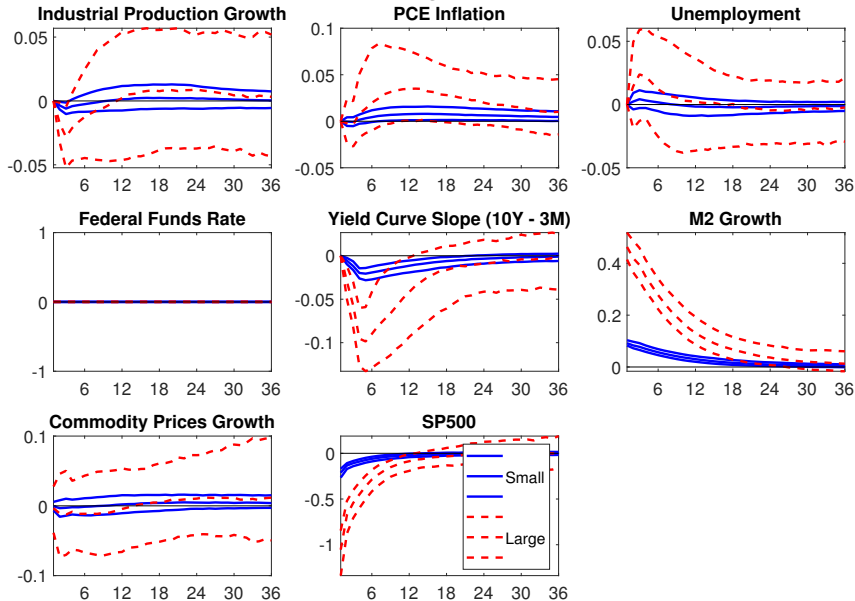 Industrial Production Growth
PCE Inflation
Unemployment
0.05
0
-0.05
6 12 18 24 30 36
0.1
0.05
0
-0.05
6 12 18 24 30 36
0.05
0
-0.05
6 12 18 24 30 36
Federal Funds Rate
Yield Curve Slope (10Y - 3M)
M2 Growth
1
0
-1
6 12 18 24 30 36
0
-0.05
-0.1
6 12 18 24 30 36
0.4
0.2
0
6 12 18 24 30 36
Commodity Prices Growth
SP500
0.1
0
-0.1
6 12 18 24 30 36
0
-0.5
-1
6 12 18 24 30 36
Small
Large